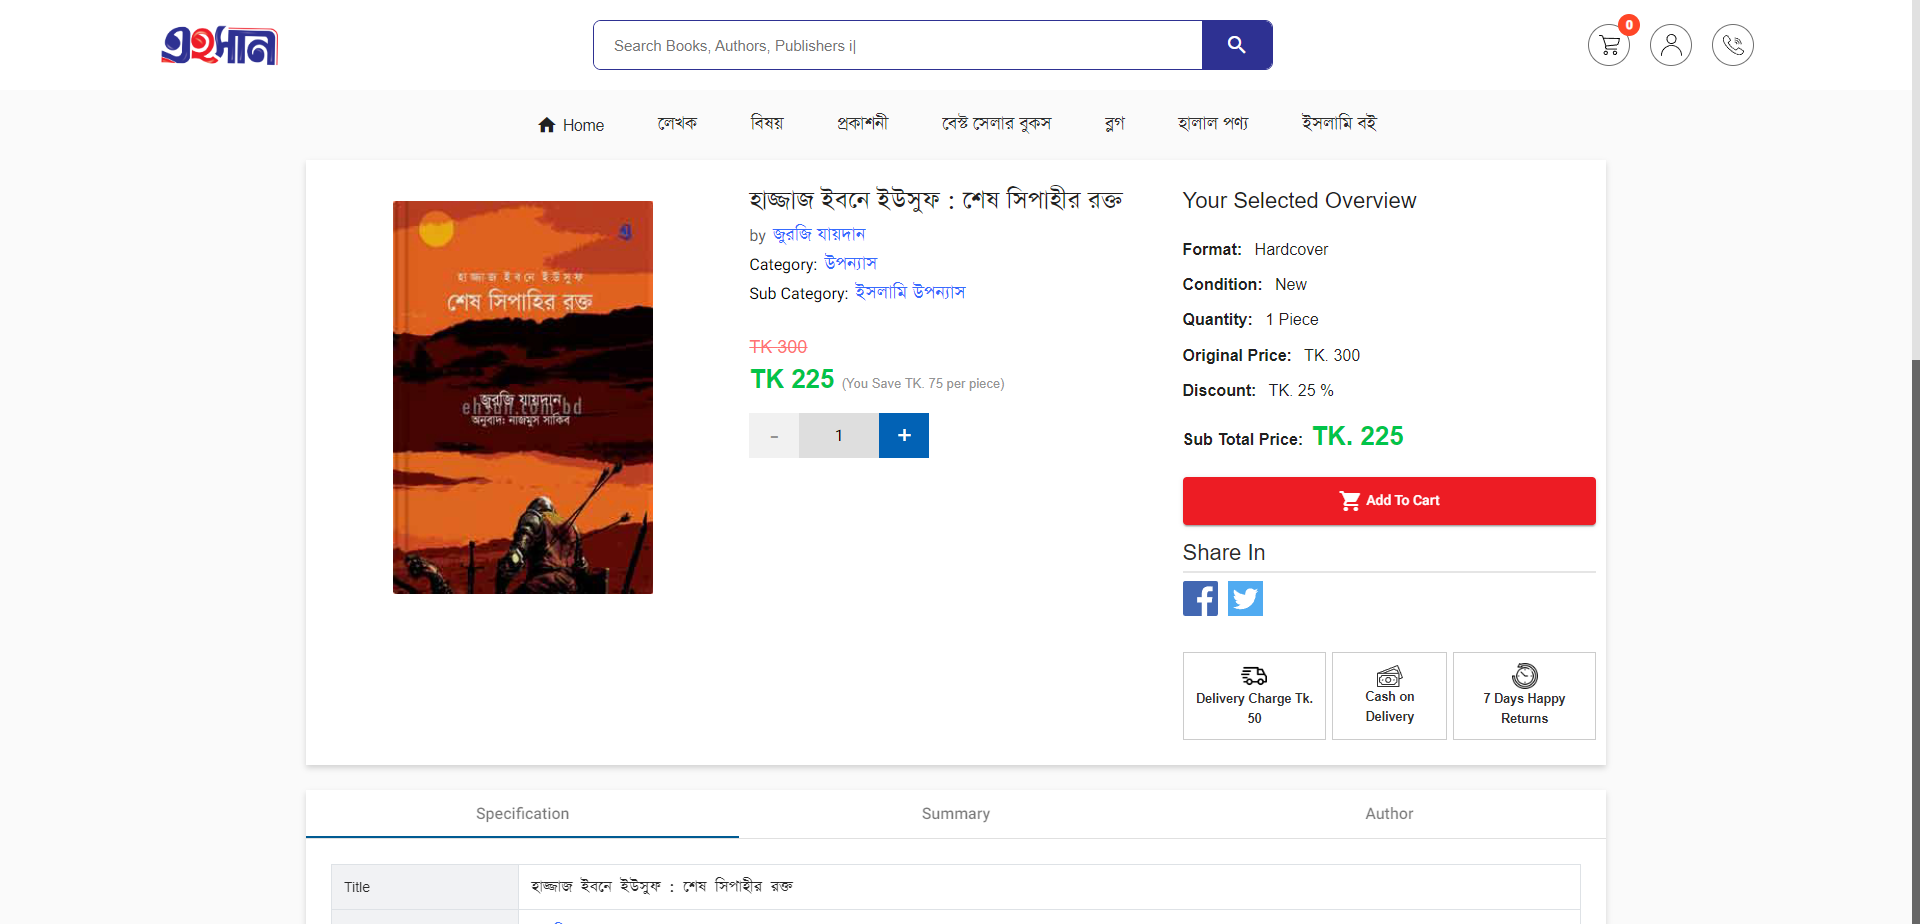 এহসান
Search Books, Authors, Publishers i|
0
Home
লেখক
বিষয়
প্রকাশনী
বেস্ট সেলার বুকস
ব্লগ
হালাল পণ্য
ইসলামি বই
হাজ্জাজ ইবনে ইউসুফ
শেষ সিপাহির রক্ত
জুরজি যায়দান
ehsan.com.bd
অনুবাদ: নাজমুস সাকিব
হাজ্জাজ ইবনে ইউসুফ : শেষ সিপাহীর রক্ত
by জুরজি যায়দান
Category: উপন্যাস
Sub Category: ইসলামি উপন্যাস
TK 300
TK 225 (You Save TK. 75 per piece)
- 1 +
Your Selected Overview
Format: Hardcover
Condition: New
Quantity: 1 Piece
Original Price: TK. 300
Discount: TK. 25 %
Sub Total Price: TK. 225
Add To Cart
Share In
Delivery Charge Tk.
50
Cash on
Delivery
7 Days Happy
Returns
Specification
Summary
Author
Title
হাজ্জাজ ইবনে ইউসুফ : শেষ সিপাহীর রক্ত